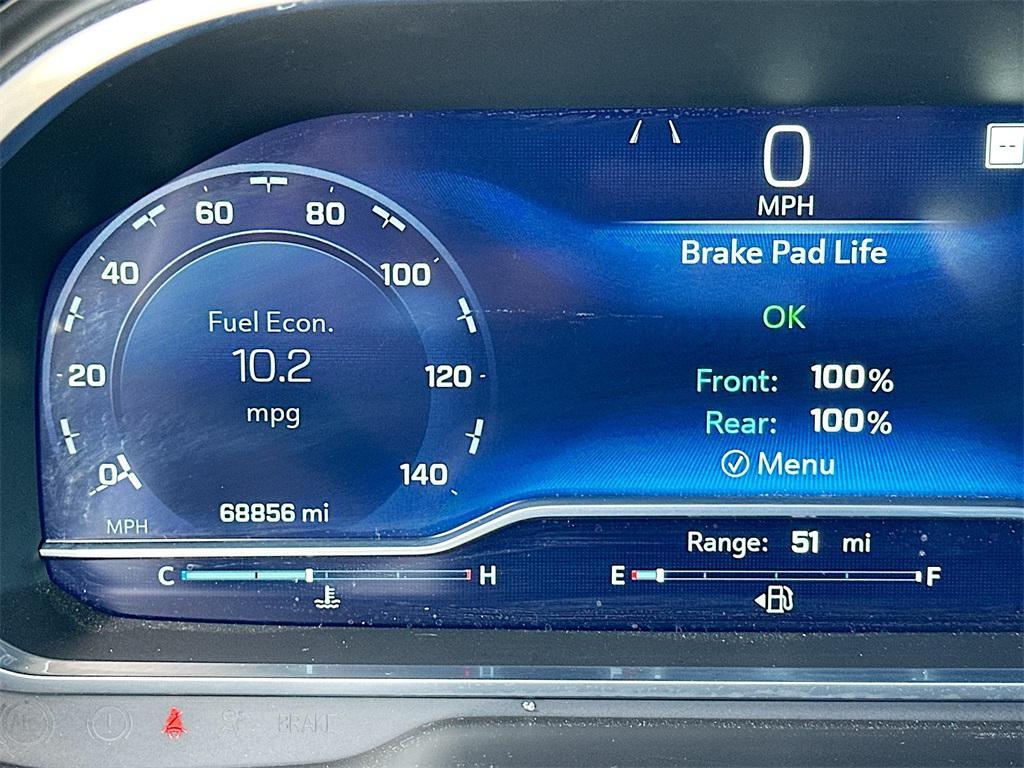 0
MPH
--
Brake Pad Life
OK
Front: 100%
Rear: 100%
Menu
60
80
40
100
20
120
0
140
Fuel Econ.
10.2
mpg
68856 mi
MPH
Range: 51 mi
C
H
E
F
BRAKE